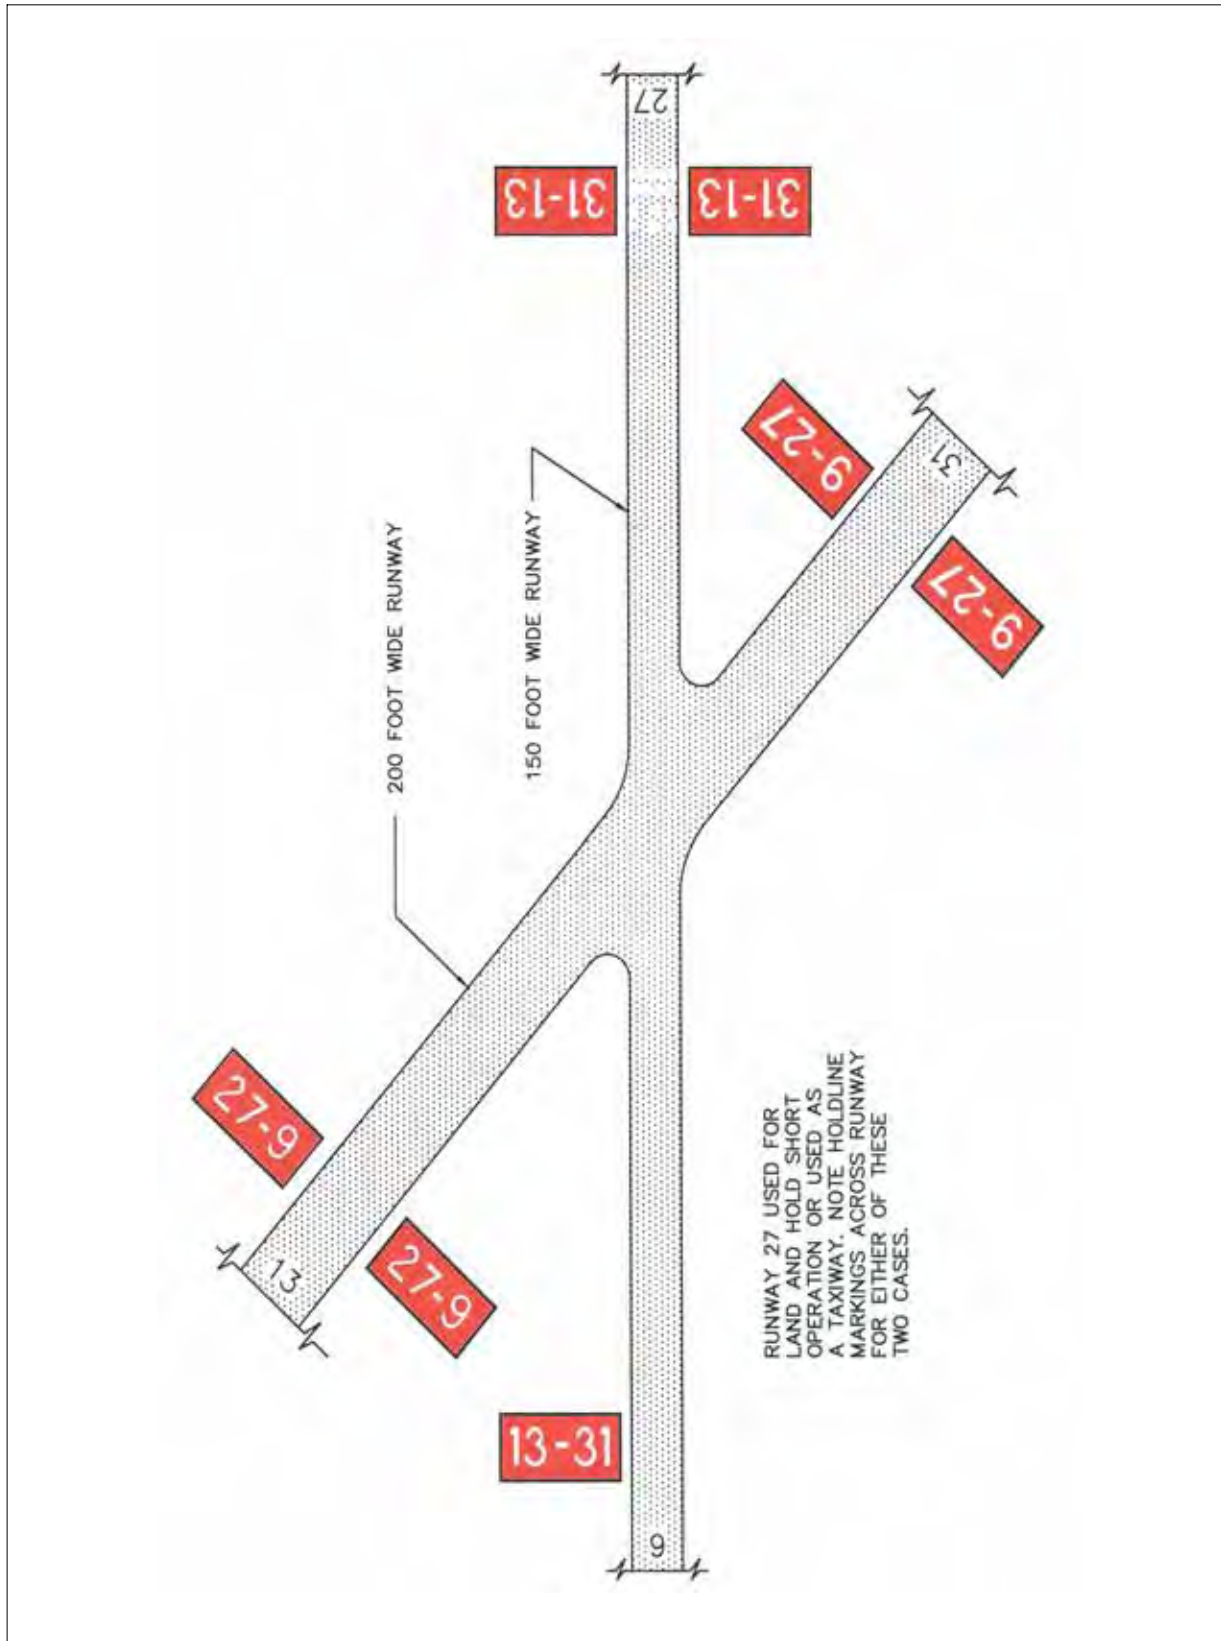 27
31-13
31-13
9-27
31
9-27
200 FOOT WIDE RUNWAY
150 FOOT WIDE RUNWAY
27-9
13
27-9
13-31
9
RUNWAY 27 USED FOR
LAND AND HOLD SHORT
OPERATION OR USED AS
A TAXIWAY. NOTE HOLDLINE
MARKINGS ACROSS RUNWAY
FOR EITHER OF THESE
TWO CASES.